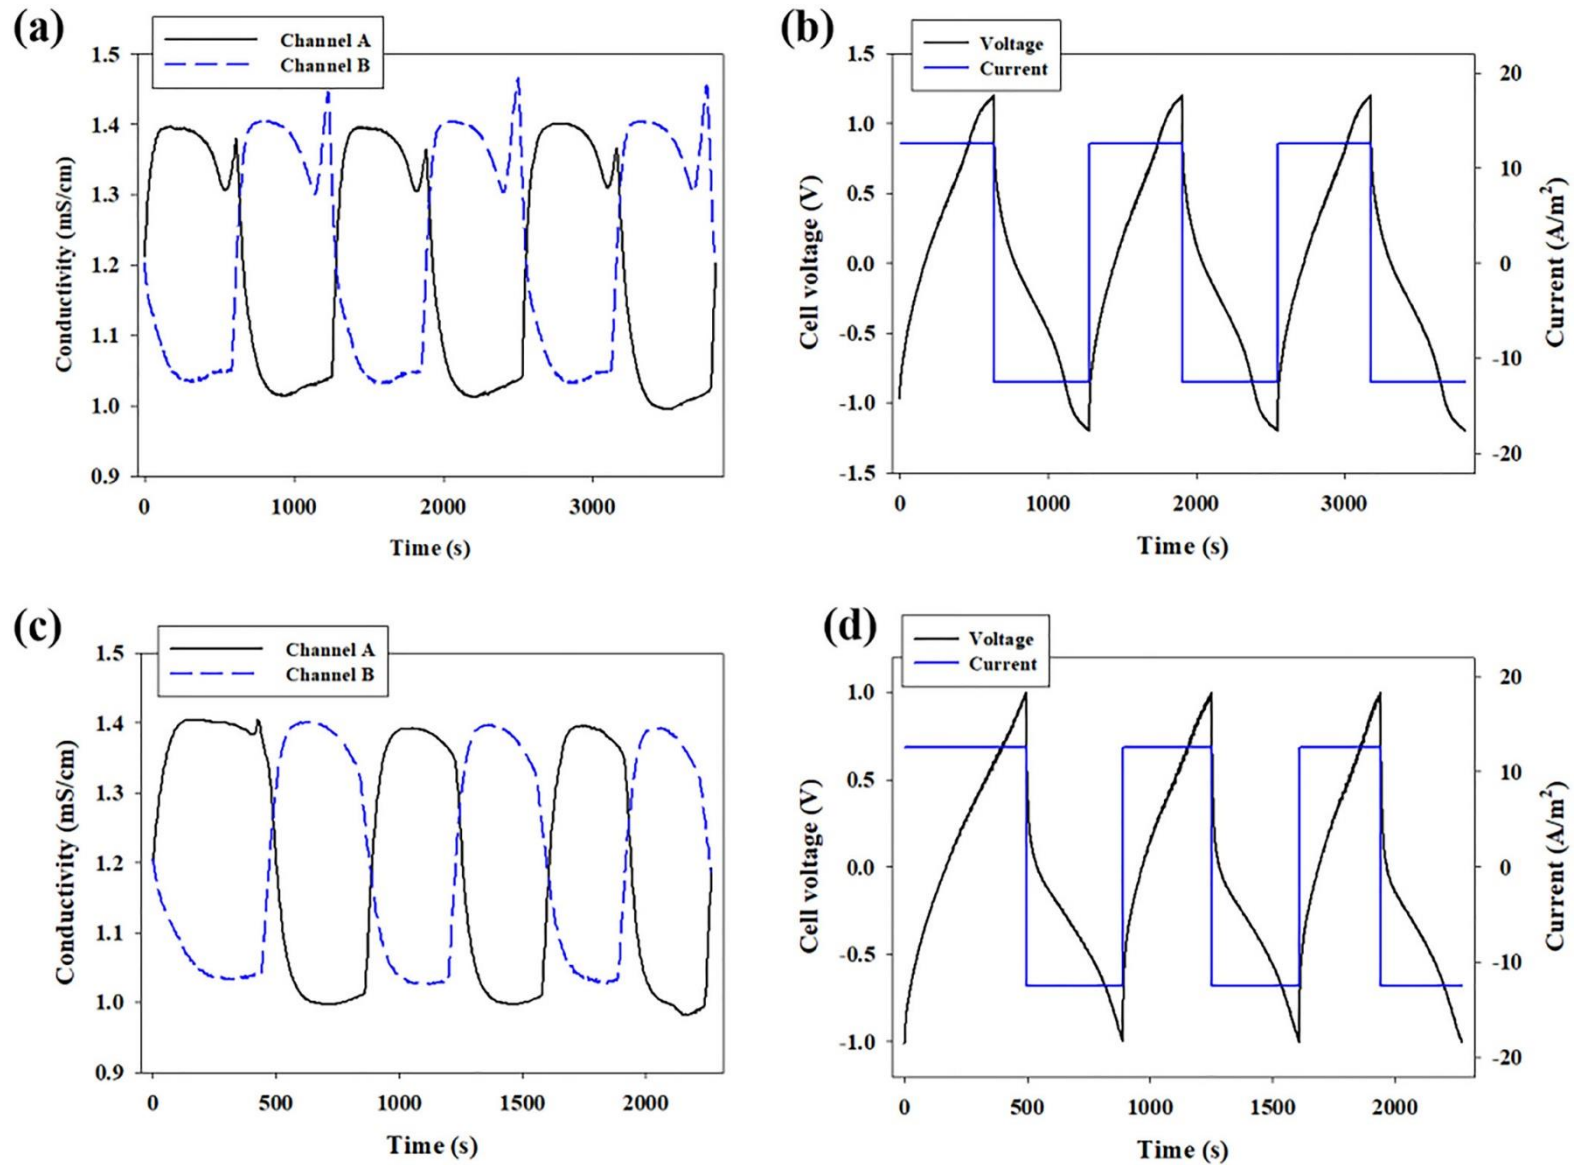 (a)
Channel A
Channel B
1.5
1.4
1.3
1.2
1.1
1.0
0.9
Conductivity (mS/cm)
0 1000 2000 3000
Time (s)
(b)
Voltage
Current
1.5
1.0
0.5
0.0
-0.5
-1.0
-1.5
Cell voltage (V)
20
10
0
-10
-20
Current (A/m²)
0 1000 2000 3000
Time (s)
(c)
Channel A
Channel B
1.5
1.4
1.3
1.2
1.1
1.0
0.9
Conductivity (mS/cm)
0 500 1000 1500 2000
Time (s)
(d)
Voltage
Current
1.0
0.5
0.0
-0.5
-1.0
Cell voltage (V)
20
10
0
-10
-20
Current (A/m²)
0 500 1000 1500 2000
Time (s)